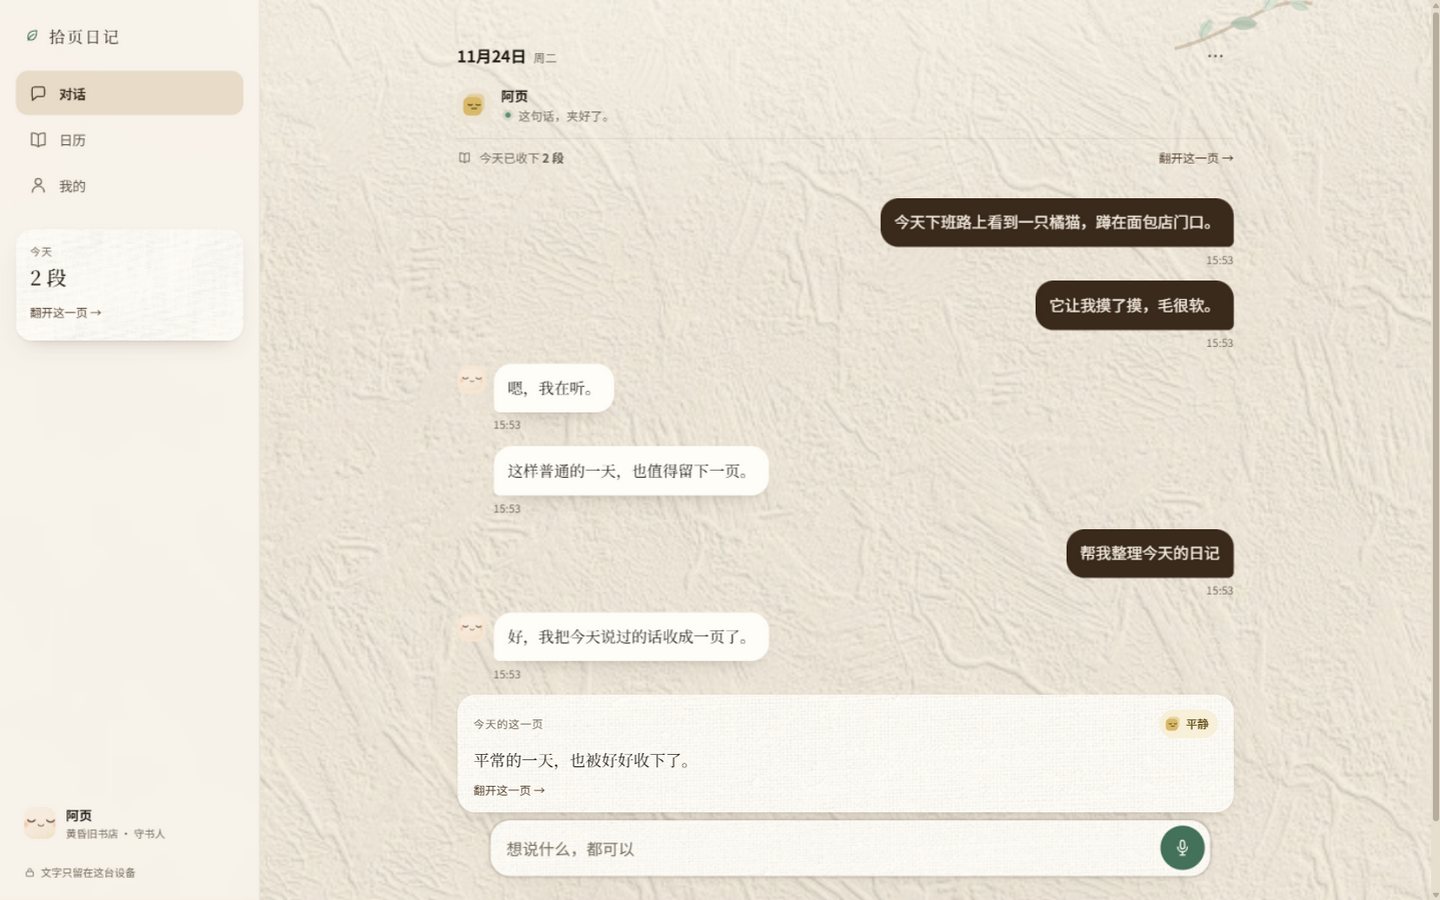 拾页日记
对话
日历
我的
今天
2 段
翻开这一页→
阿页
黄昏旧书店 · 守书人
文字只留在这台设备
11月24日 周二
···
阿页
这句话，夹好了。
今天已收下 2 段
翻开这一页→
今天下班路上看到一只橘猫，蹲在面包店门口。
15:53
它让我摸了摸，毛很软。
15:53
嗯，我在听。
15:53
这样普通的一天，也值得留下一页。
15:53
帮我整理今天的日记
15:53
好，我把今天说过的话收成一页了。
15:53
今天的这一页
平静
平常的一天，也被好好收下了。
翻开这一页→
想说什么，都可以